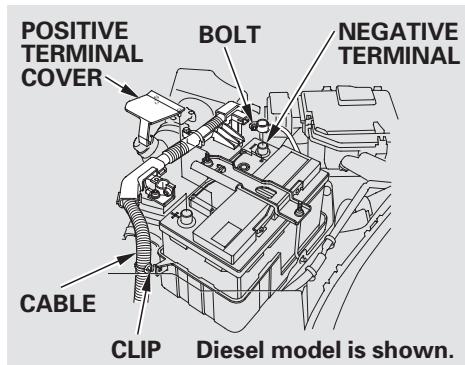 POSITIVE
TERMINAL
COVER
BOLT
NEGATIVE
TERMINAL
CABLE
CLIP
Diesel model is shown.